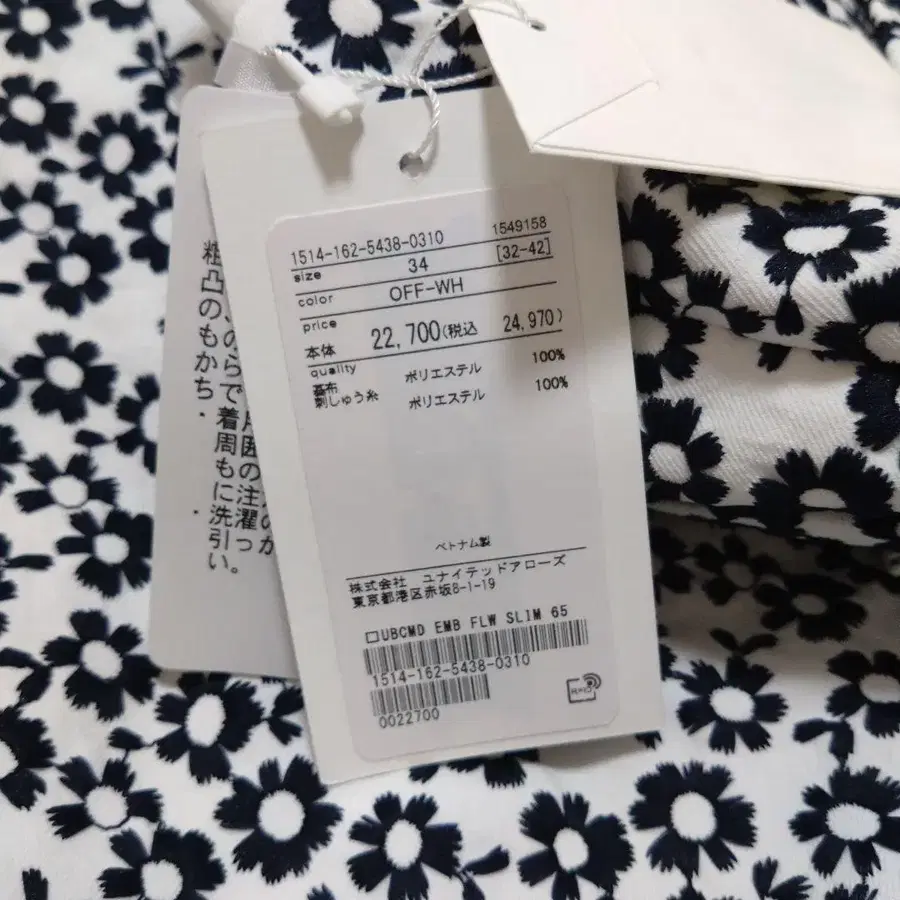 1514-162-5438-0310 1549158
size 34 [32-42]
color OFF-WH
price
本体 22,700(税込 24,970)
quality
基布 ポリエステル 100%
刺しゅう糸 ポリエステル 100%
ベトナム製
株式会社 ユナイテッドアローズ
東京都港区赤坂8-1-19
□UBCMD EMB FLW SLIM 65
1514-162-5438-0310
0022700
粗
凸
のもかち・
のらで着周もに洗引
囲の注濯っい。